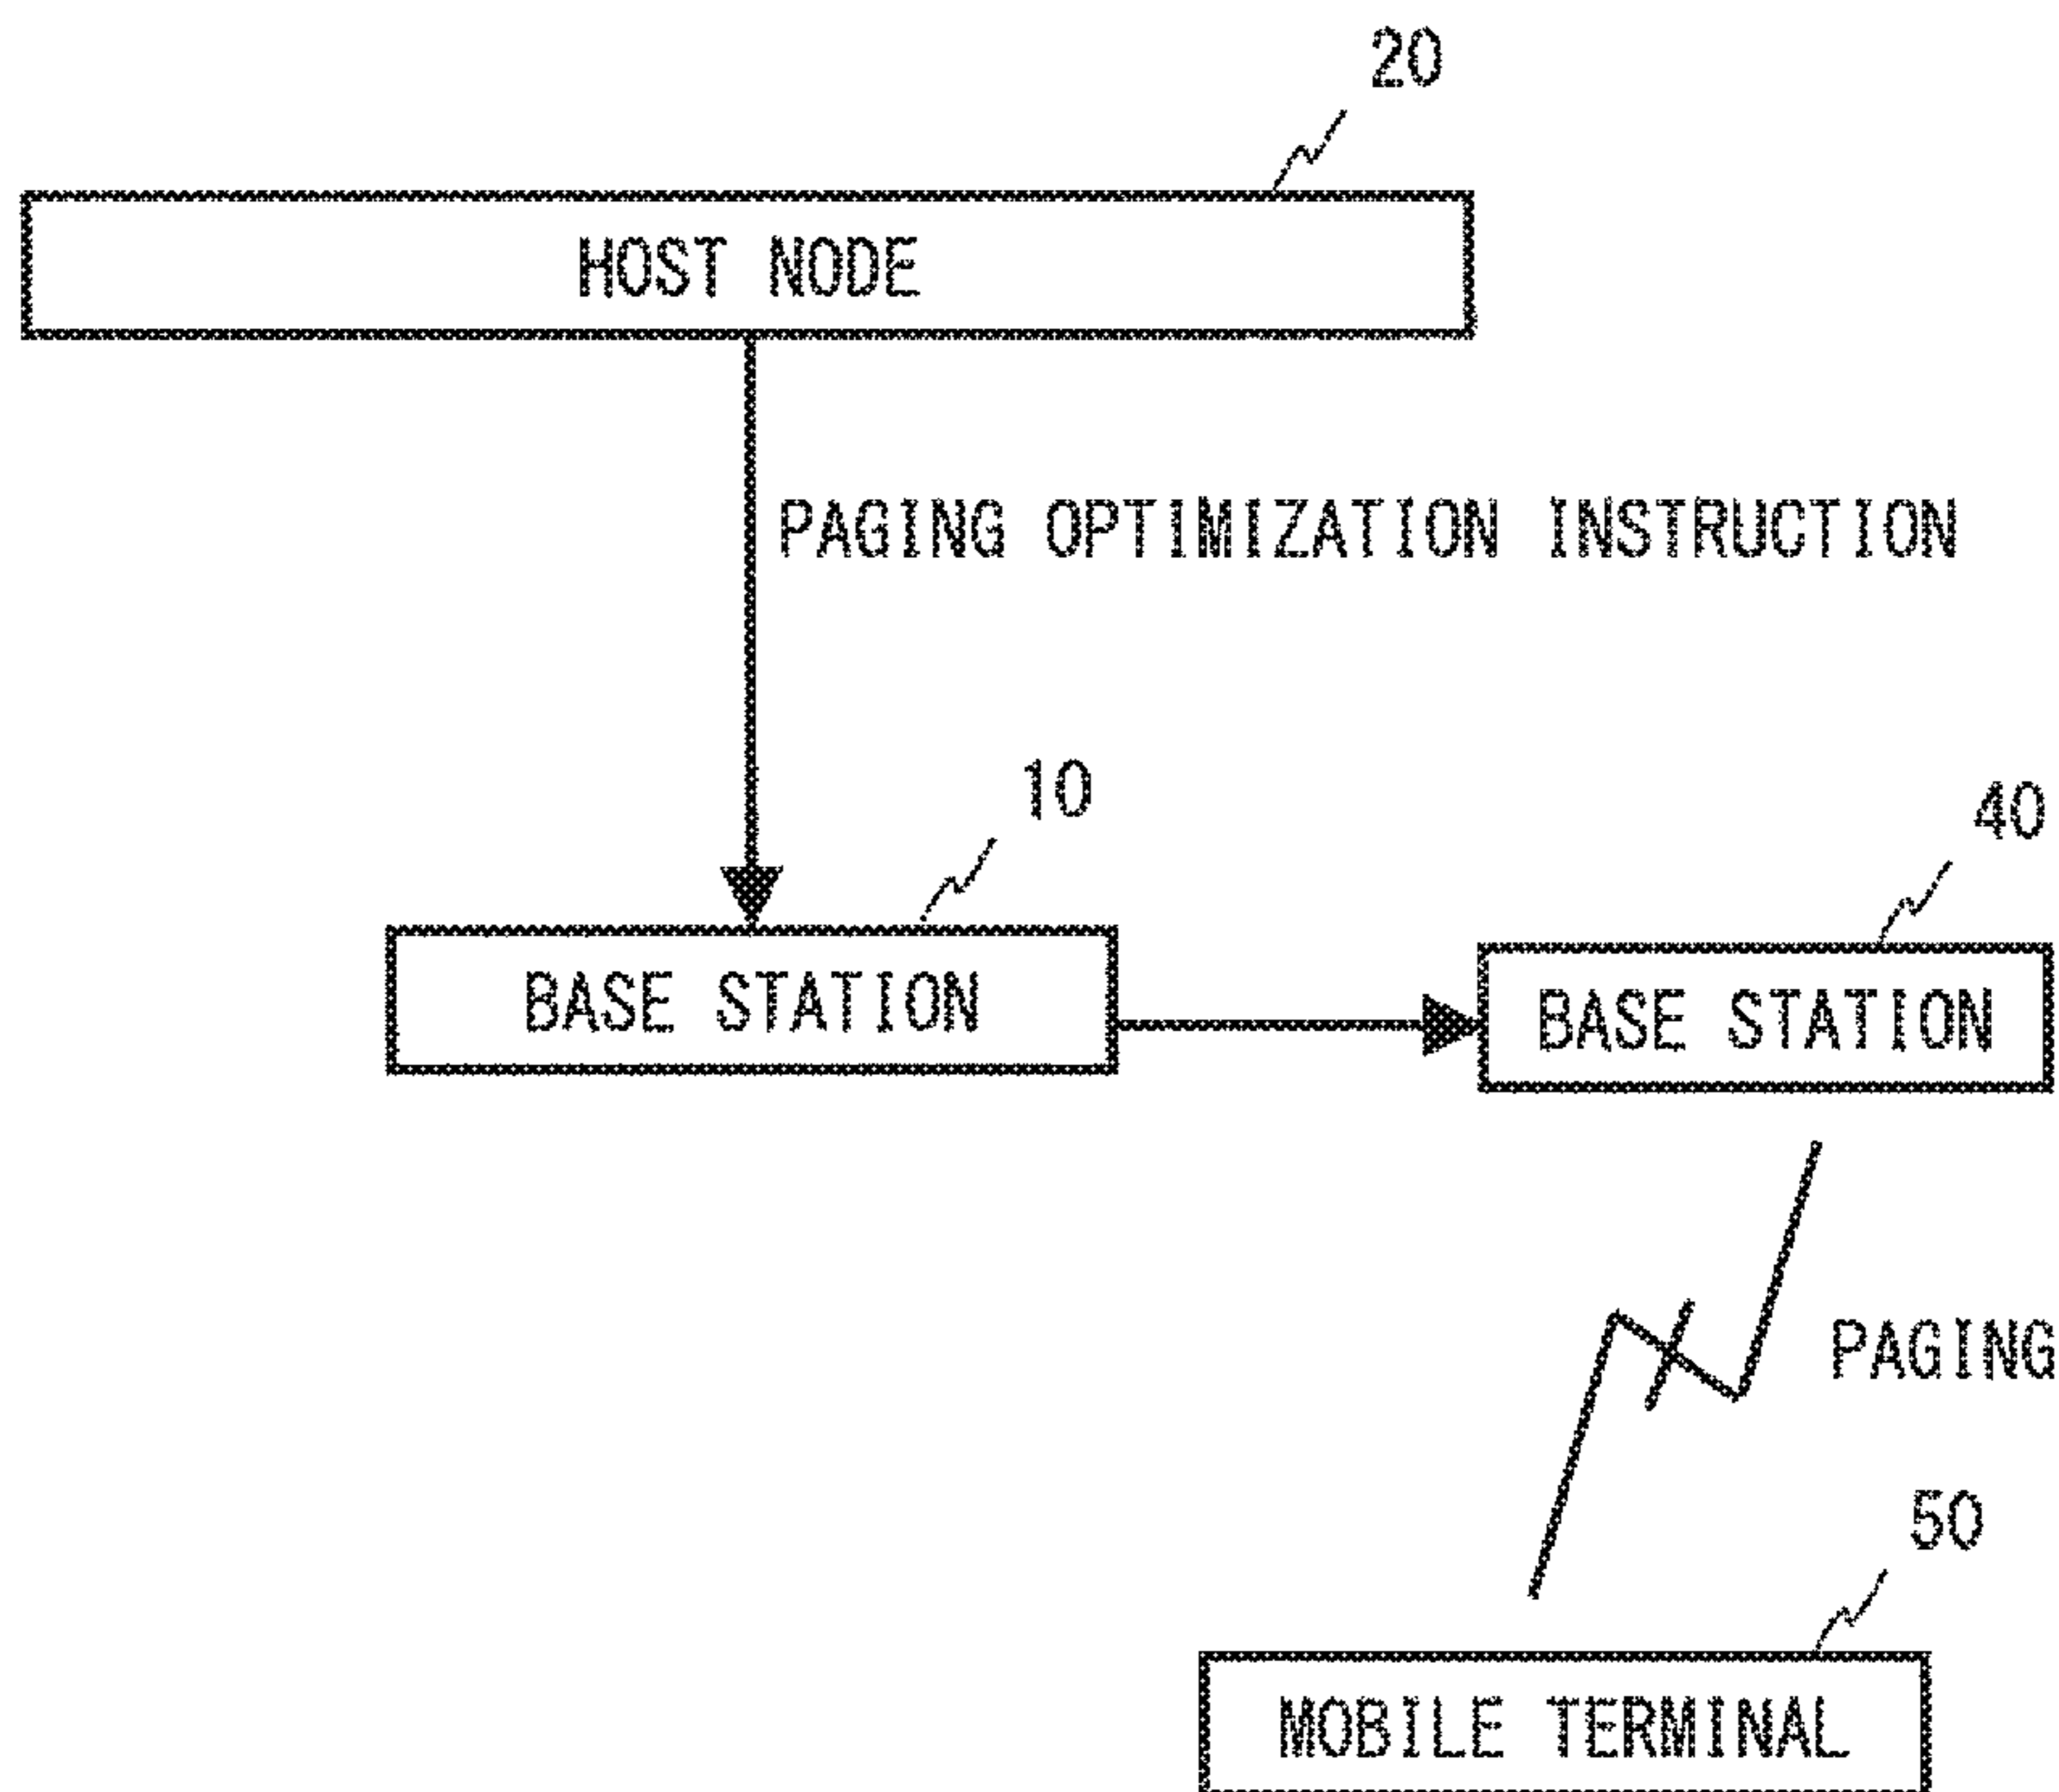 20
HOST NODE
PAGING OPTIMIZATION INSTRUCTION
10
40
BASE STATION
BASE STATION
PAGING
50
MOBILE TERMINAL